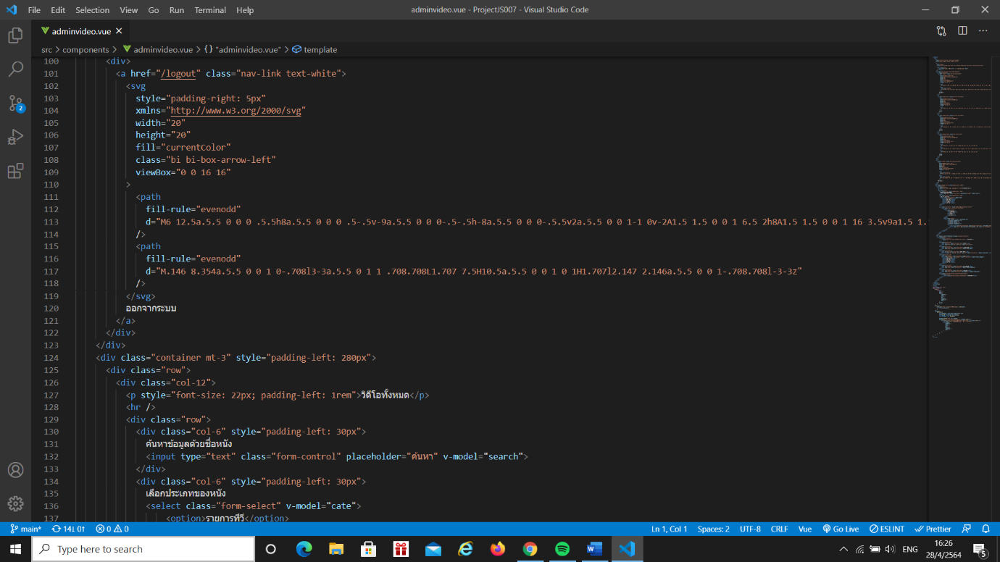 File Edit Selection View Go Run Terminal Help adminvideo.vue - ProjectJS007 - Visual Studio Code
adminvideo.vue
src > components > adminvideo.vue > {} "adminvideo.vue" > template
100 <div>
101 <a href="/logout" class="nav-link text-white">
102 <svg
103 style="padding-right: 5px"
104 xmlns="http://www.w3.org/2000/svg"
105 width="20"
106 height="20"
107 fill="currentColor"
108 class="bi bi-box-arrow-left"
109 viewBox="0 0 16 16"
110 >
111 <path
112 fill-rule="evenodd"
113 d="M6 12.5a.5.5 0 0 0 .5.5h8a.5.5 0 0 0 .5-.5v-9a.5.5 0 0 0-.5-.5h-8a.5.5 0 0 0-.5.5v2a.5.5 0 0 1-1 0v-2A1.5 1.5 0 0 1 6.5 2h8A1.5 1.5 0 0 1 16 3.5v9a1.5 1.
114 />
115 <path
116 fill-rule="evenodd"
117 d="M.146 8.354a.5.5 0 0 1 0-.708l3-3a.5.5 0 1 1 .708.708L1.707 7.5H10.5a.5.5 0 0 1 0 1H1.707l2.147 2.146a.5.5 0 0 1-.708.708l-3-3z"
118 />
119 </svg>
120 ออกจากระบบ
121 </a>
122 </div>
123 </div>
124 <div class="container mt-3" style="padding-left: 280px">
125 <div class="row">
126 <div class="col-12">
127 <p style="font-size: 22px; padding-left: 1rem">วิดีโอทั้งหมด</p>
128 <hr />
129 <div class="row">
130 <div class="col-6" style="padding-left: 30px">
131 ค้นหาข้อมูลด้วยชื่อหนัง
132 <input type="text" class="form-control" placeholder="ค้นหา" v-model="search">
133 </div>
134 <div class="col-6" style="padding-left: 30px">
135 เลือกประเภทของหนัง
136 <select class="form-select" v-model="cate">
137 <option>รายการทีวี</option>
2
main* 14↓ 0↑ 0 0 Ln 1, Col 1 Spaces: 2 UTF-8 CRLF Vue Go Live ESLINT Prettier
Type here to search ENG 16:26
28/4/2564 5